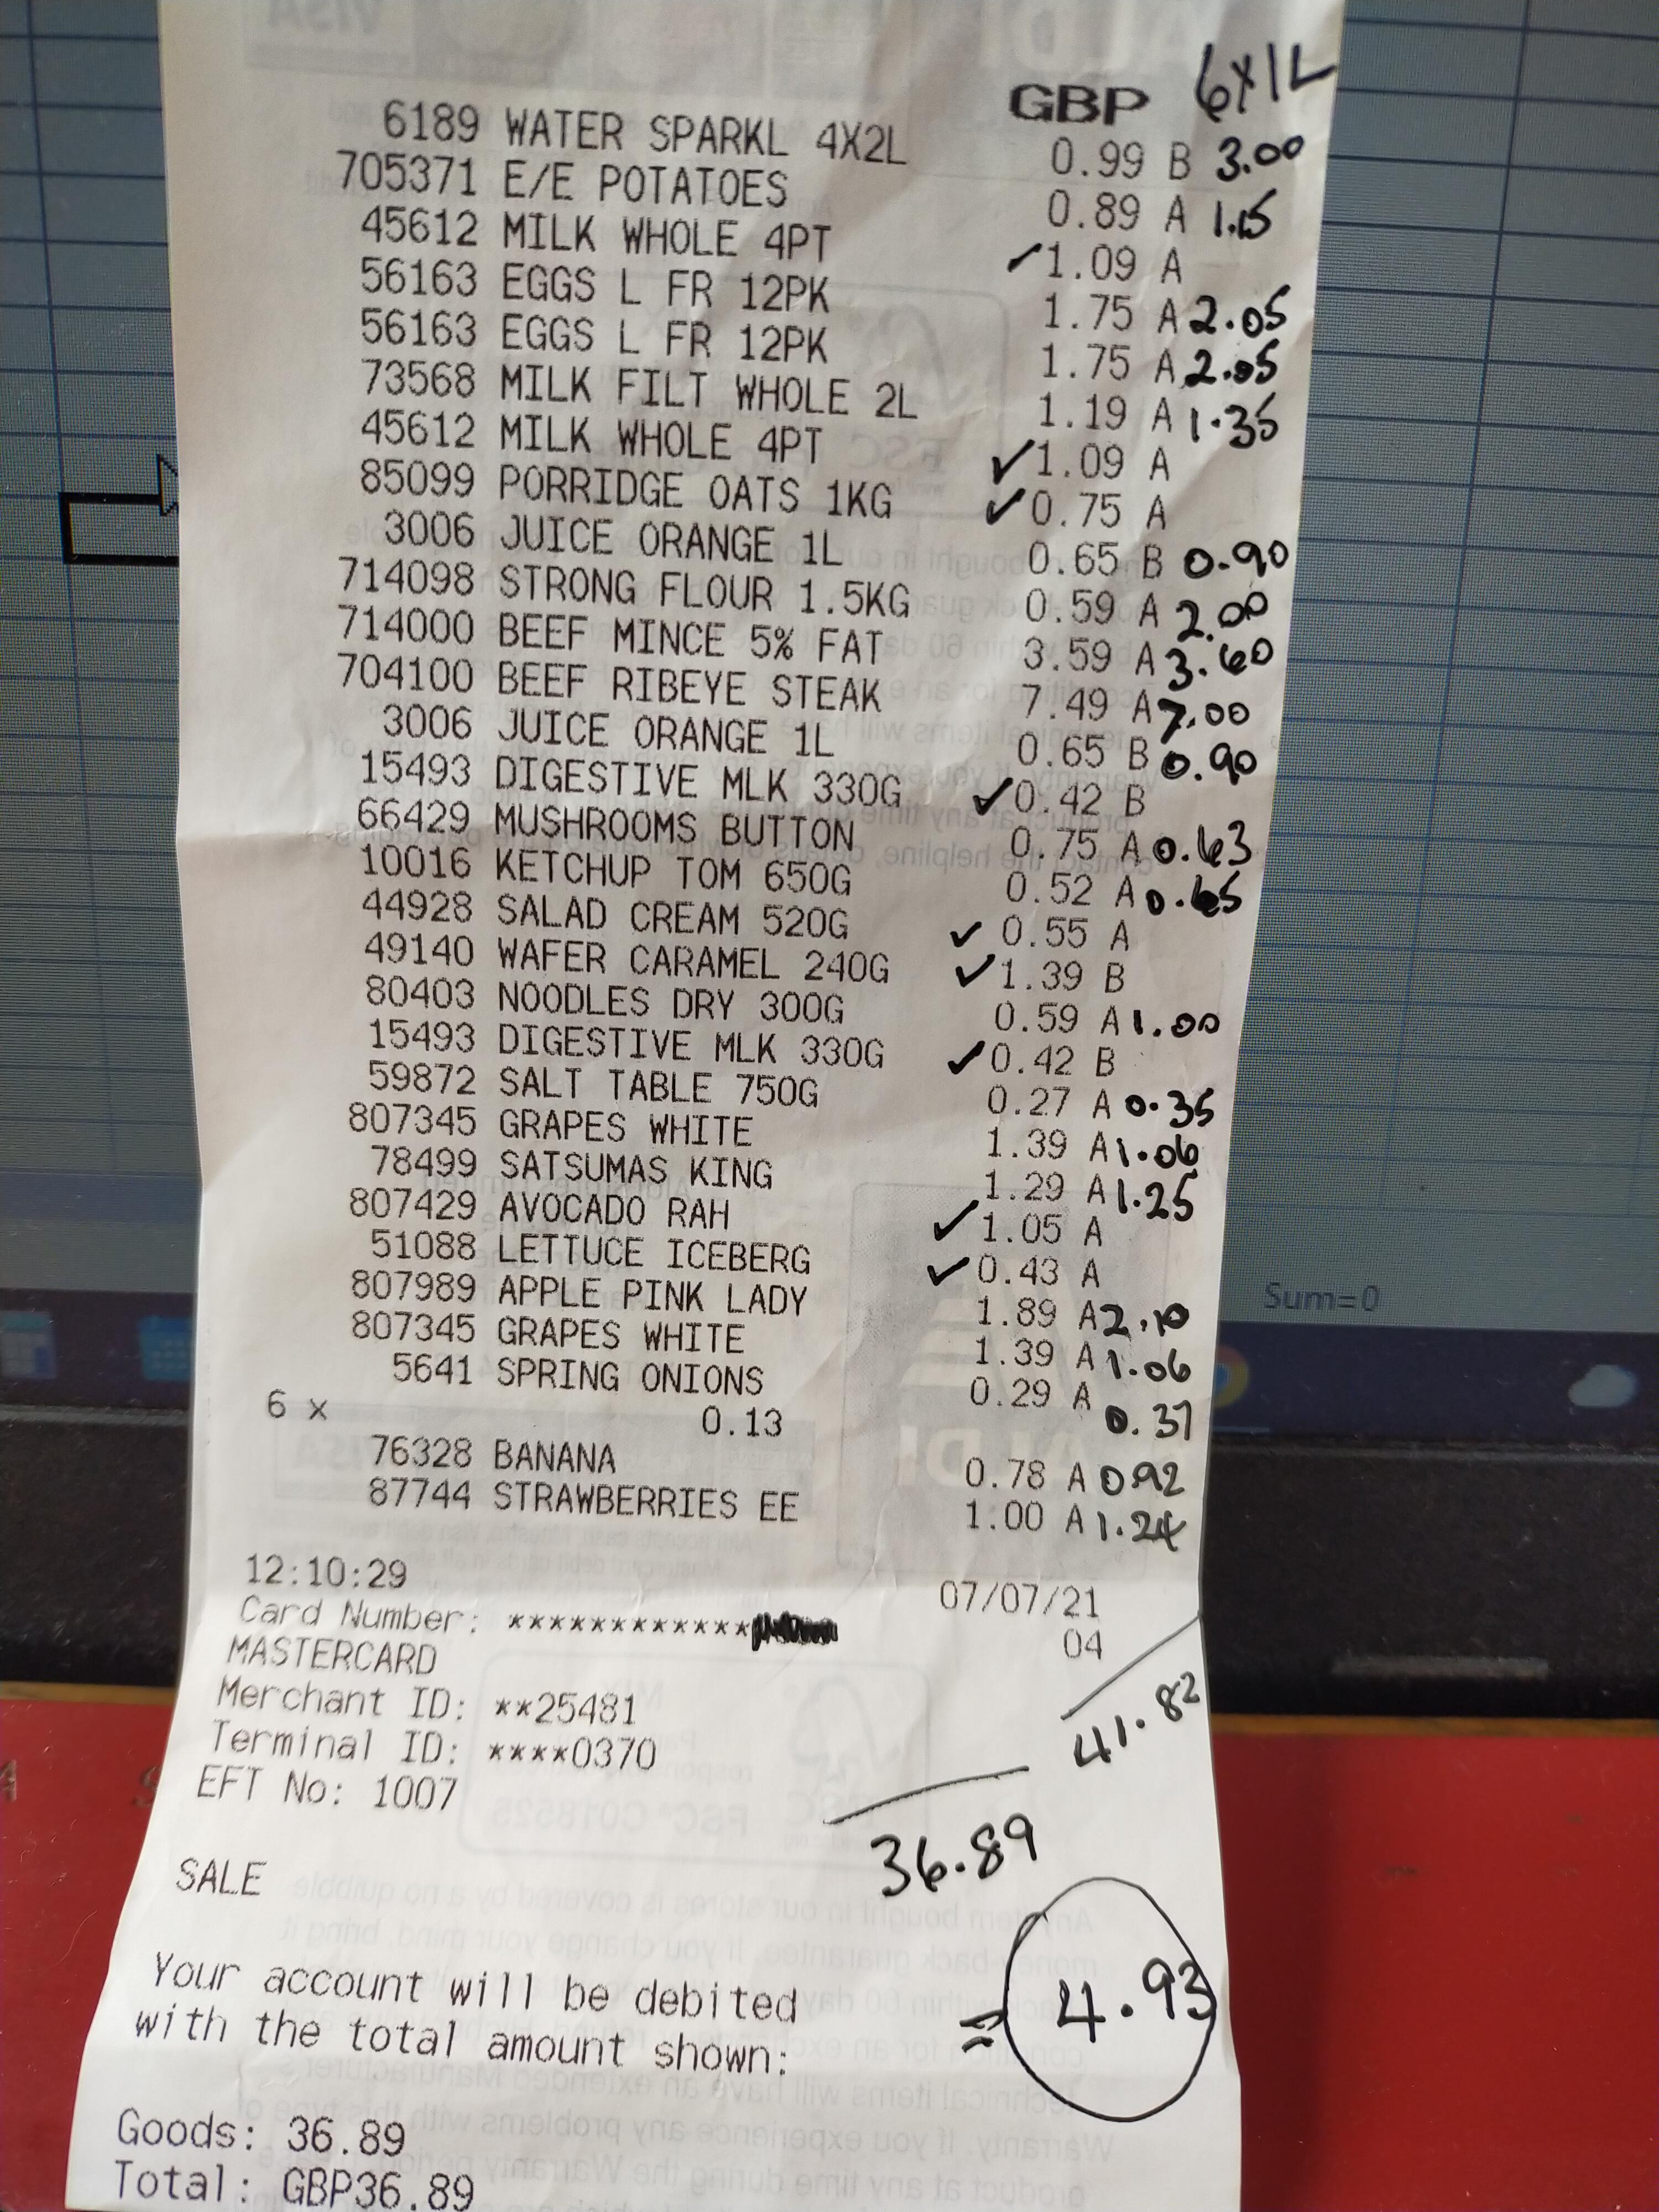 GBP 6X1L
6189 WATER SPARKL 4X2L 0.99 B 3.00
705371 E/E POTATOES 0.89 A 1.15
45612 MILK WHOLE 4PT ✓1.09 A
56163 EGGS L FR 12PK 1.75 A 2.05
56163 EGGS L FR 12PK 1.75 A 2.05
73568 MILK FILT WHOLE 2L 1.19 A 1.35
45612 MILK WHOLE 4PT ✓1.09 A
85099 PORRIDGE OATS 1KG ✓0.75 A
3006 JUICE ORANGE 1L 0.65 B 0.90
714098 STRONG FLOUR 1.5KG 0.59 A 2.00
714000 BEEF MINCE 5% FAT 3.59 A 3.60
704100 BEEF RIBEYE STEAK 7.49 A 7.00
3006 JUICE ORANGE 1L 0.65 B 0.90
15493 DIGESTIVE MLK 330G ✓0.42 B
66429 MUSHROOMS BUTTON 0.75 A 0.63
10016 KETCHUP TOM 650G 0.52 A 0.65
44928 SALAD CREAM 520G ✓ 0.55 A
49140 WAFER CARAMEL 240G ✓1.39 B
80403 NOODLES DRY 300G 0.59 A 1.00
15493 DIGESTIVE MLK 330G ✓0.42 B
59872 SALT TABLE 750G 0.27 A 0.35
807345 GRAPES WHITE 1.39 A 1.06
78499 SATSUMAS KING 1.29 A 1.25
807429 AVOCADO RAH ✓1.05 A
51088 LETTUCE ICEBERG ✓0.43 A
807989 APPLE PINK LADY 1.89 A 2.10
807345 GRAPES WHITE 1.39 A 1.06
5641 SPRING ONIONS 0.29 A
6 x 0.13 0.37
76328 BANANA 0.78 A 0.92
87744 STRAWBERRIES EE 1.00 A 1.24
12:10:29 07/07/21
Card Number: ************ 04
MASTERCARD
Merchant ID: **25481 41.82
Terminal ID: ****0370
EFT No: 1007
36.89
SALE
Your account will be debited
with the total amount shown: = 4.93
Goods: 36.89
Total: GBP36.89
Sum=0